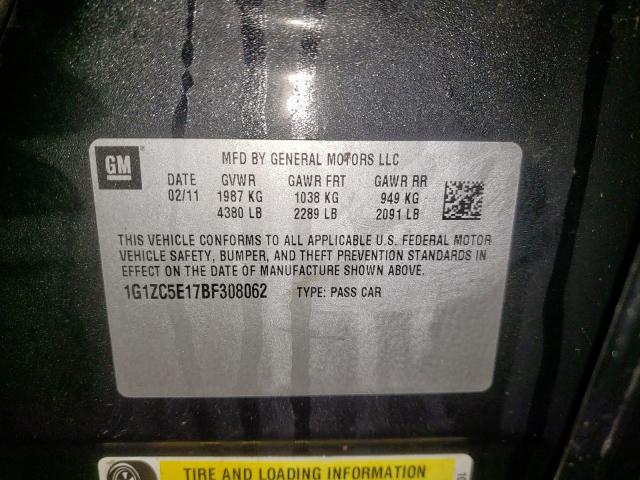 GM
MFD BY GENERAL MOTORS LLC
DATE GVWR GAWR FRT GAWR RR
02/11 1987 KG 1038 KG 949 KG
4380 LB 2289 LB 2091 LB
THIS VEHICLE CONFORMS TO ALL APPLICABLE U.S. FEDERAL MOTOR
VEHICLE SAFETY, BUMPER, AND THEFT PREVENTION STANDARDS IN
EFFECT ON THE DATE OF MANUFACTURE SHOWN ABOVE.
1G1ZC5E17BF308062 TYPE: PASS CAR
TIRE AND LOADING INFORMATION